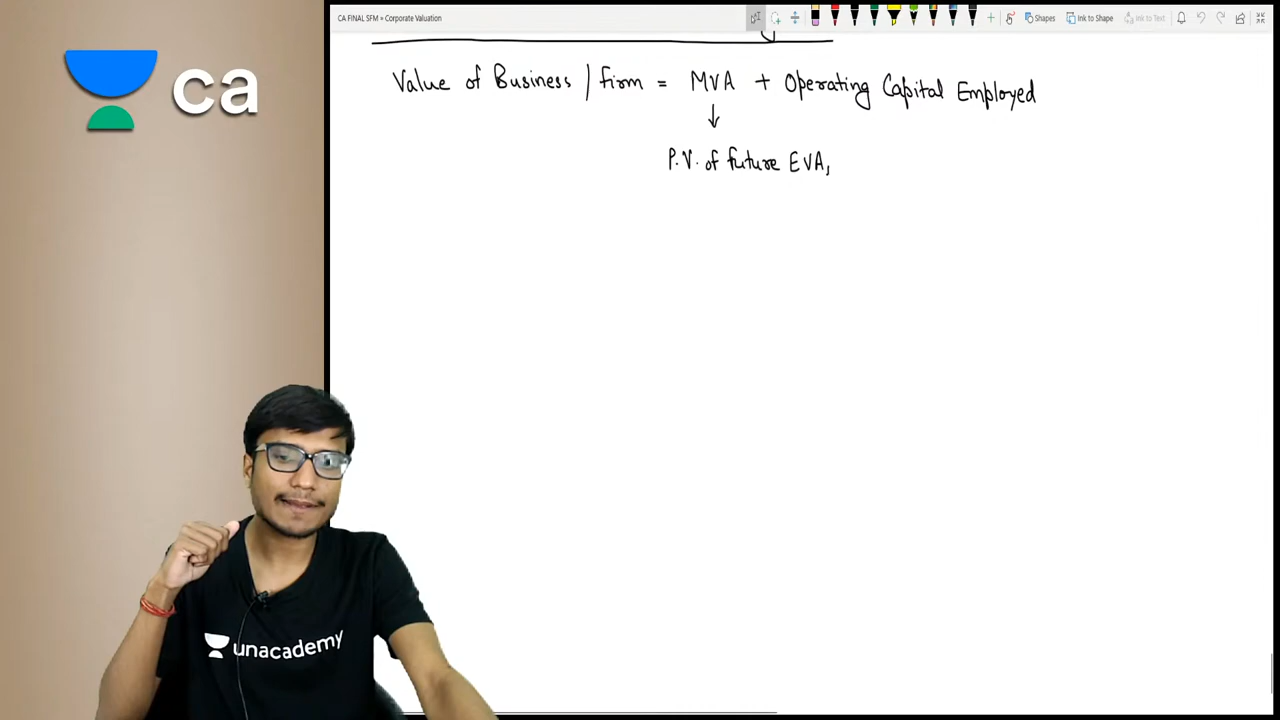 CA FINAL SFM » Corporate Valuation
Shapes
Ink to Shape
Ink to Text
ca
Value of Business / firm = MVA + Operating Capital Employed
↓
P.V. of future EVA,
unacademy